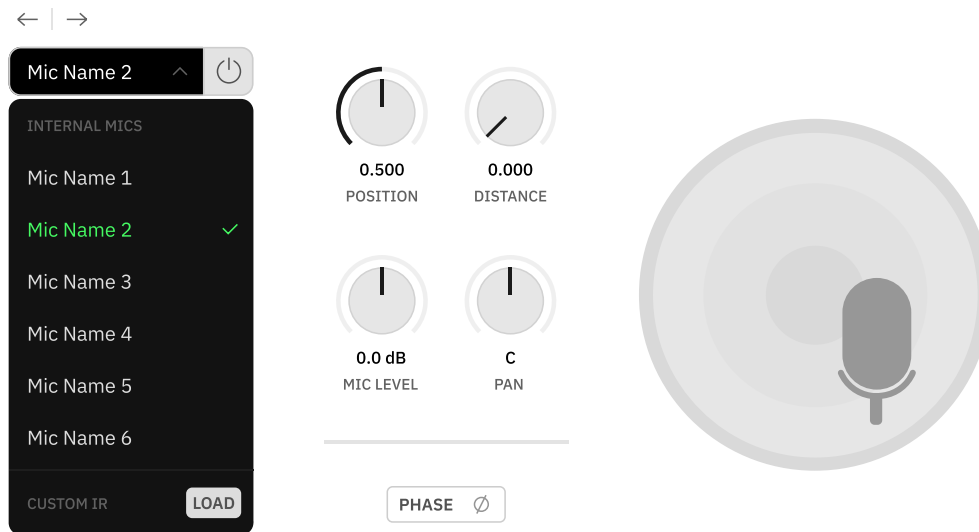 Mic Name 2
INTERNAL MICS
Mic Name 1
Mic Name 2
Mic Name 3
Mic Name 4
Mic Name 5
Mic Name 6
CUSTOM IR LOAD
0.500 0.000
POSITION DISTANCE
0.0 dB C
MIC LEVEL PAN
PHASE